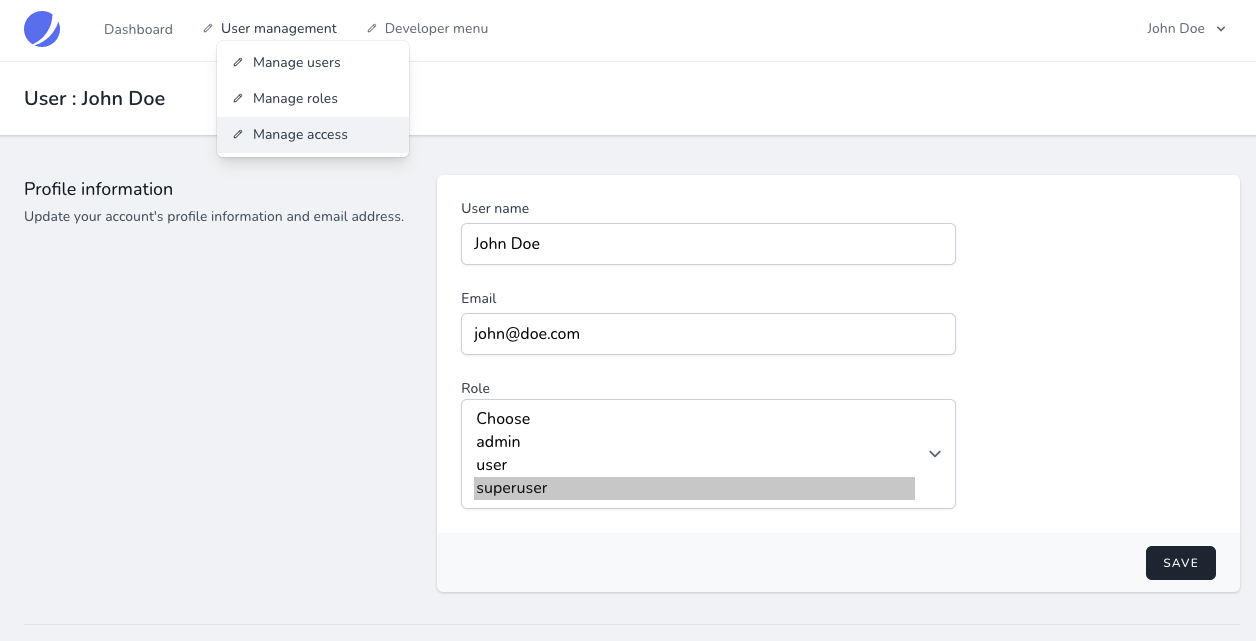 Dashboard
User management
Developer menu
John Doe
Manage users
Manage roles
Manage access
User : John Doe
Profile information
Update your account's profile information and email address.
User name
John Doe
Email
john@doe.com
Role
Choose
admin
user
superuser
SAVE